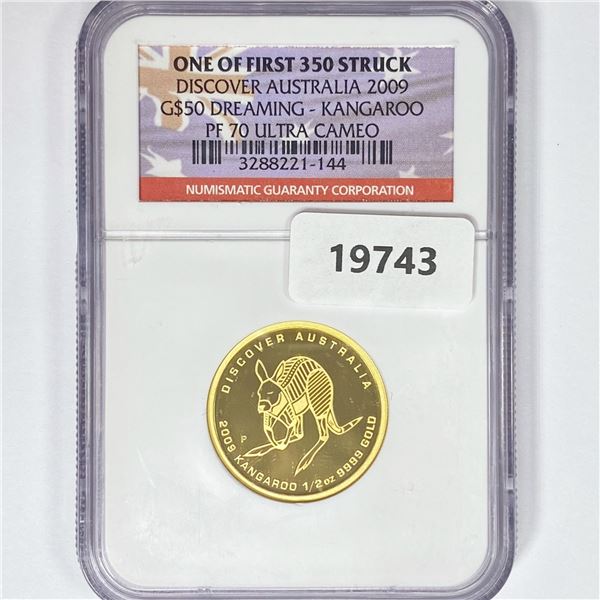 ONE OF FIRST 350 STRUCK
DISCOVER AUSTRALIA 2009
G$50 DREAMING - KANGAROO
PF 70 ULTRA CAMEO
3288221-144
NUMISMATIC GUARANTY CORPORATION
19743
DISCOVER AUSTRALIA
P
2009 KANGAROO 1/2 oz 9999 GOLD